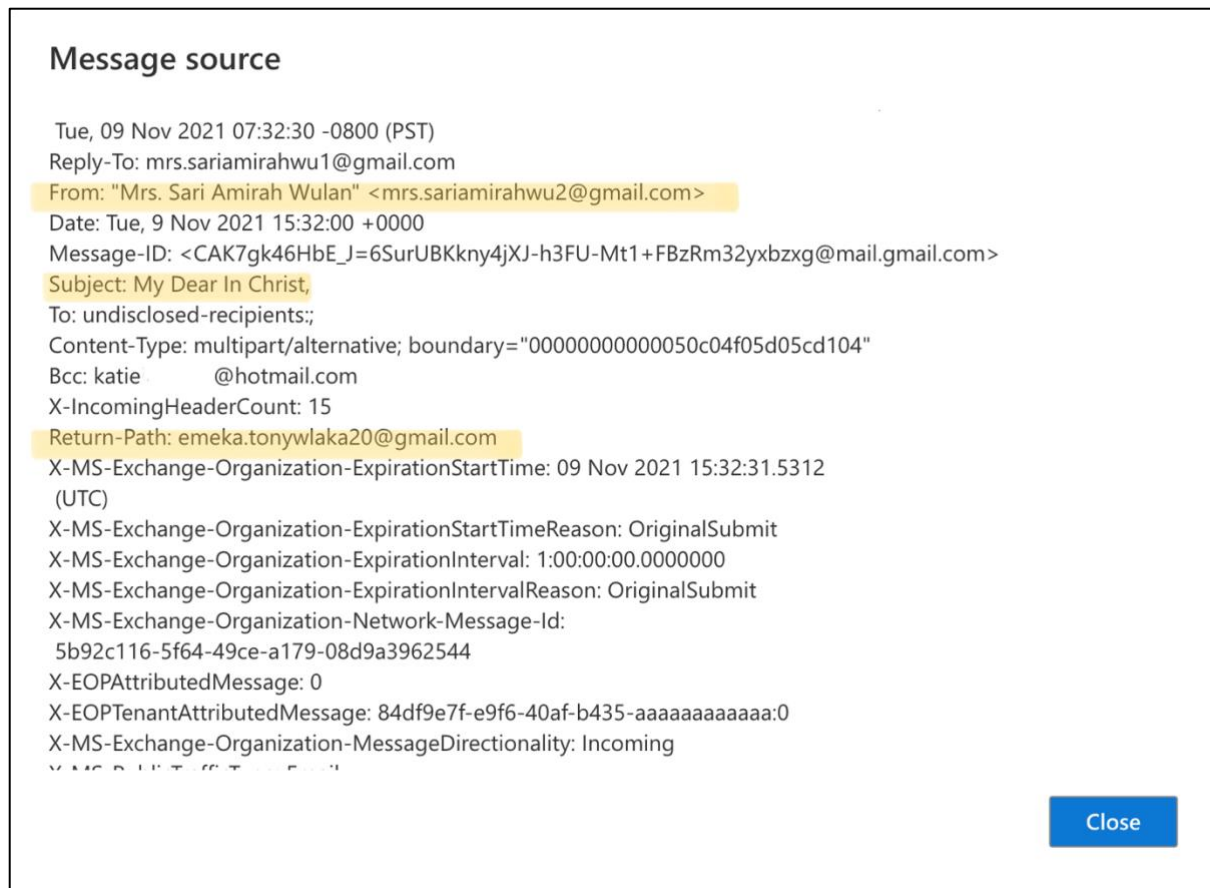 Message source
Tue, 09 Nov 2021 07:32:30 -0800 (PST)
Reply-To: mrs.sariamirahwu1@gmail.com
From: "Mrs. Sari Amirah Wulan" <mrs.sariamirahwu2@gmail.com>
Date: Tue, 9 Nov 2021 15:32:00 +0000
Message-ID: <CAK7gk46HbE_J=6SurUBKkny4jXJ-h3FU-Mt1+FBzRm32yxbzxg@mail.gmail.com>
Subject: My Dear In Christ,
To: undisclosed-recipients:;
Content-Type: multipart/alternative; boundary="00000000000050c04f05d05cd104"
Bcc: katie @hotmail.com
X-IncomingHeaderCount: 15
Return-Path: emeka.tonywlaka20@gmail.com
X-MS-Exchange-Organization-ExpirationStartTime: 09 Nov 2021 15:32:31.5312
(UTC)
X-MS-Exchange-Organization-ExpirationStartTimeReason: OriginalSubmit
X-MS-Exchange-Organization-ExpirationInterval: 1:00:00:00.0000000
X-MS-Exchange-Organization-ExpirationIntervalReason: OriginalSubmit
X-MS-Exchange-Organization-Network-Message-Id:
5b92c116-5f64-49ce-a179-08d9a3962544
X-EOPAttributedMessage: 0
X-EOPTenantAttributedMessage: 84df9e7f-e9f6-40af-b435-aaaaaaaaaaaa:0
X-MS-Exchange-Organization-MessageDirectionality: Incoming
Close